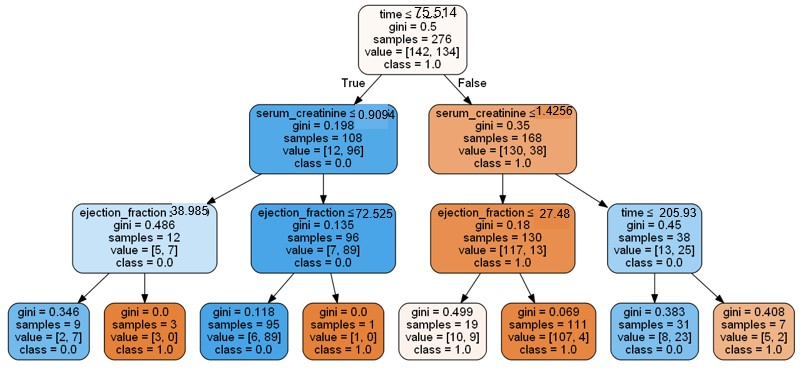 time ≤ 75.514
gini = 0.5
samples = 276
value = [142, 134]
class = 1.0
True
False
serum_creatinine ≤ 0.9094
gini = 0.198
samples = 108
value = [12, 96]
class = 0.0
serum_creatinine ≤1.4256
gini = 0.35
samples = 168
value = [130, 38]
class = 1.0
ejection_fraction ≤38.985
gini = 0.486
samples = 12
value = [5, 7]
class = 0.0
ejection_fraction ≤72.525
gini = 0.135
samples = 96
value = [7, 89]
class = 0.0
ejection_fraction ≤ 27.48
gini = 0.18
samples = 130
value = [117, 13]
class = 1.0
time ≤ 205.93
gini = 0.45
samples = 38
value = [13, 25]
class = 0.0
gini = 0.346
samples = 9
value = [2, 7]
class = 0.0
gini = 0.0
samples = 3
value = [3, 0]
class = 1.0
gini = 0.118
samples = 95
value = [6, 89]
class = 0.0
gini = 0.0
samples = 1
value = [1, 0]
class = 1.0
gini = 0.499
samples = 19
value = [10, 9]
class = 1.0
gini = 0.069
samples = 111
value = [107, 4]
class = 1.0
gini = 0.383
samples = 31
value = [8, 23]
class = 0.0
gini = 0.408
samples = 7
value = [5, 2]
class = 1.0